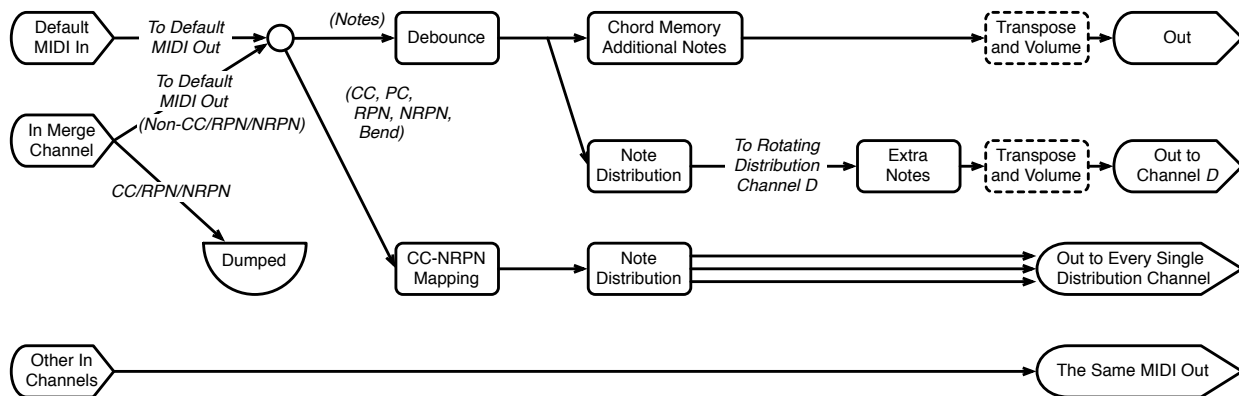 Default
MIDI In
To Default
MIDI Out
(Notes)
Debounce
Chord Memory
Additional Notes
Transpose
and Volume
Out
To Default
MIDI Out
(Non-CC/RPN/NRPN)
(CC, PC,
RPN, NRPN,
Bend)
In Merge
Channel
CC/RPN/NRPN
Dumped
Note
Distribution
To Rotating
Distribution
Channel D
Extra
Notes
Transpose
and Volume
Out to
Channel D
CC-NRPN
Mapping
Note
Distribution
Out to Every Single
Distribution Channel
Other In
Channels
The Same MIDI Out